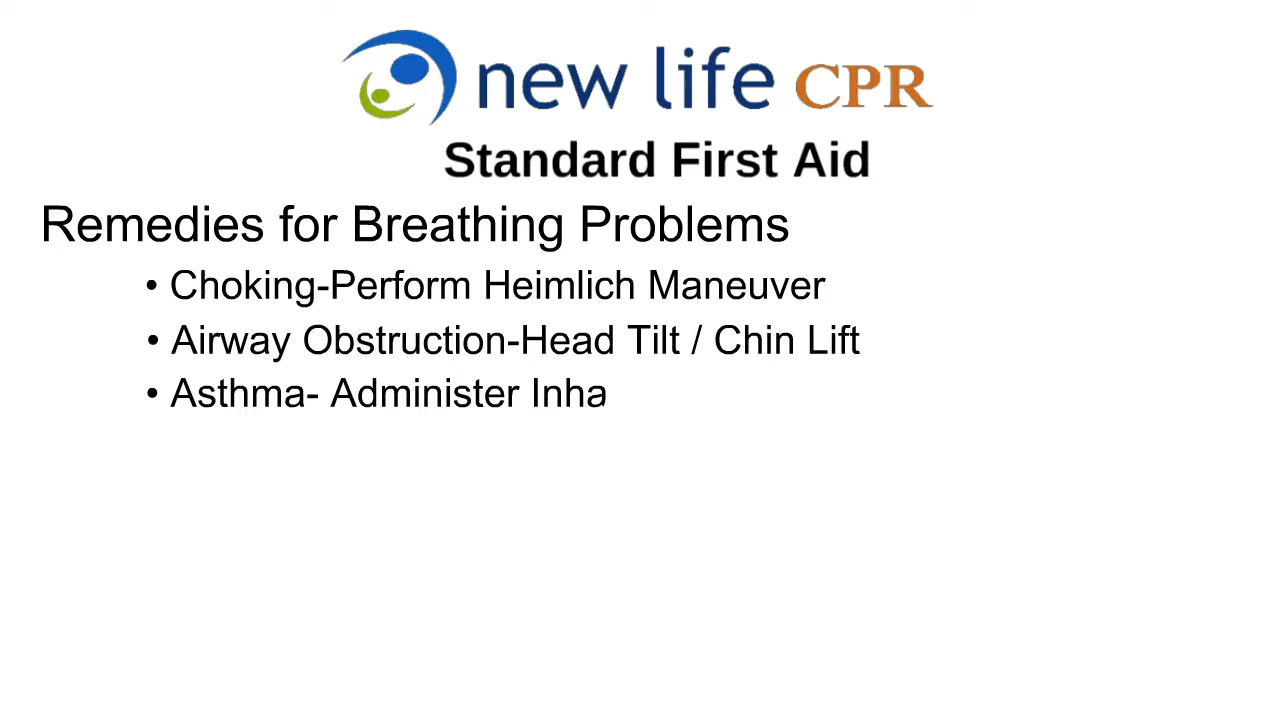 new life CPR
Standard First Aid
Remedies for Breathing Problems
• Choking-Perform Heimlich Maneuver
• Airway Obstruction-Head Tilt / Chin Lift
• Asthma- Administer Inha